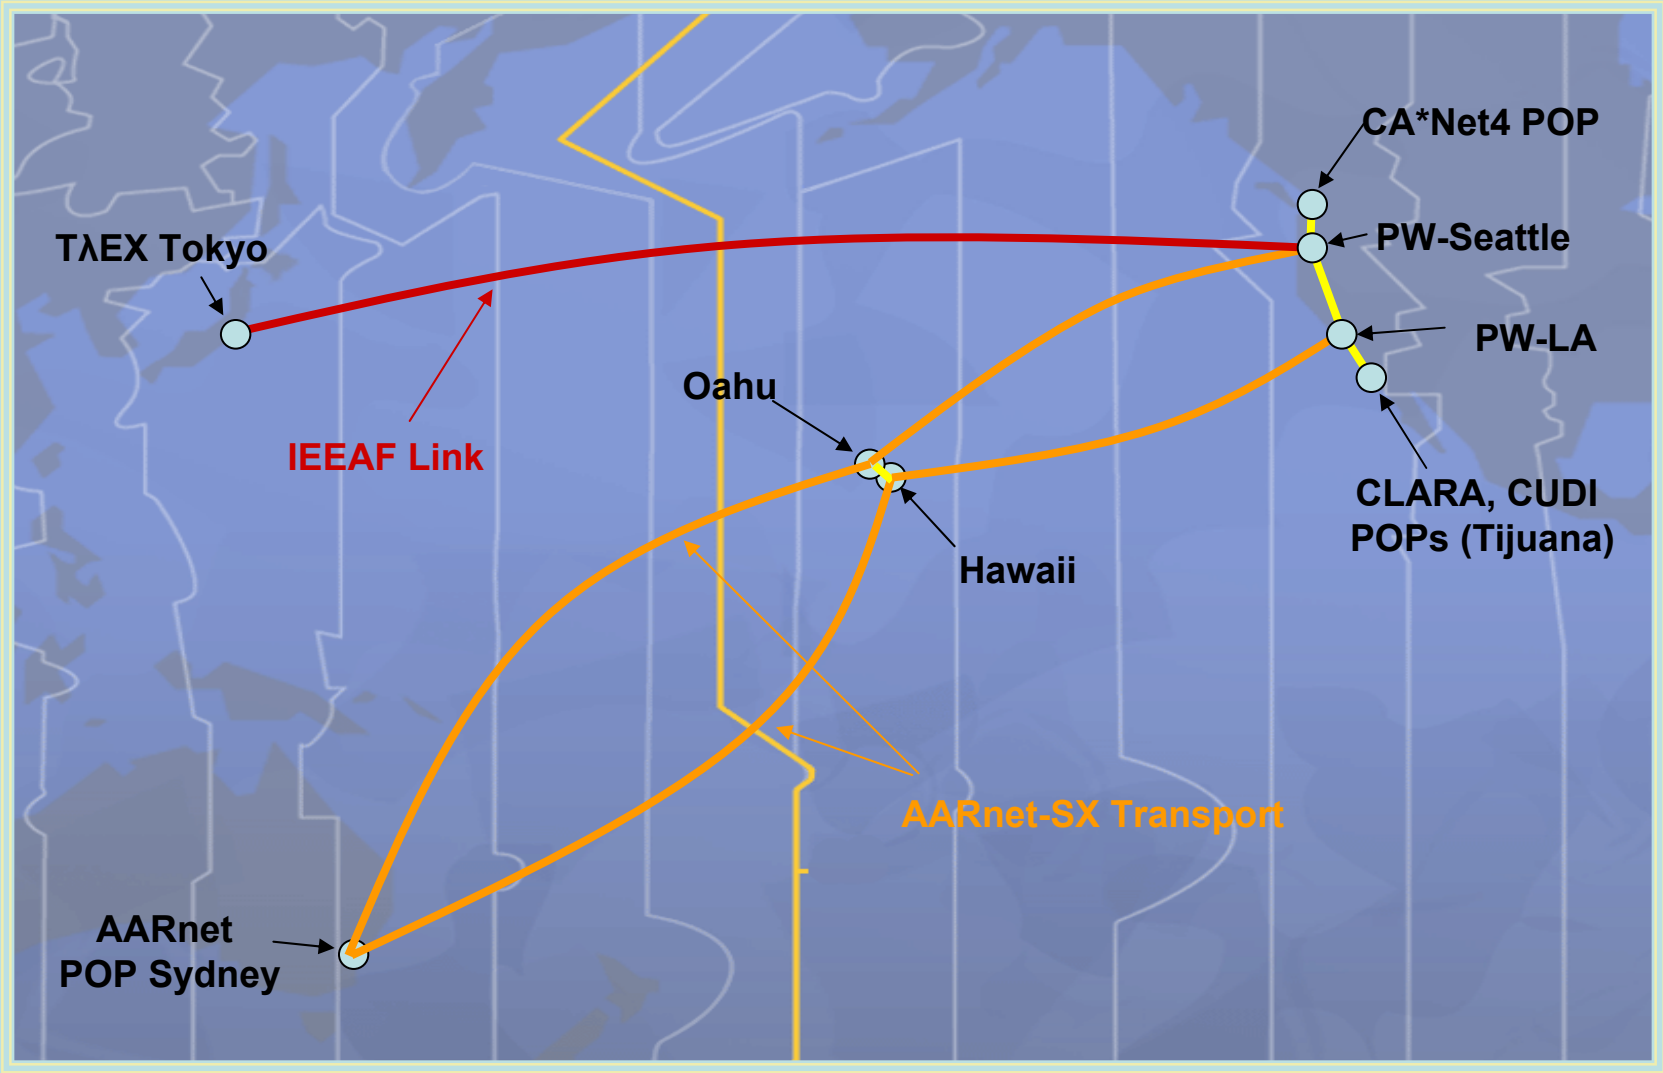 CA*Net4 POP
TλEX Tokyo
PW-Seattle
PW-LA
Oahu
IEEAF Link
CLARA, CUDI
POPs (Tijuana)
Hawaii
AARnet-SX Transport
AARnet
POP Sydney